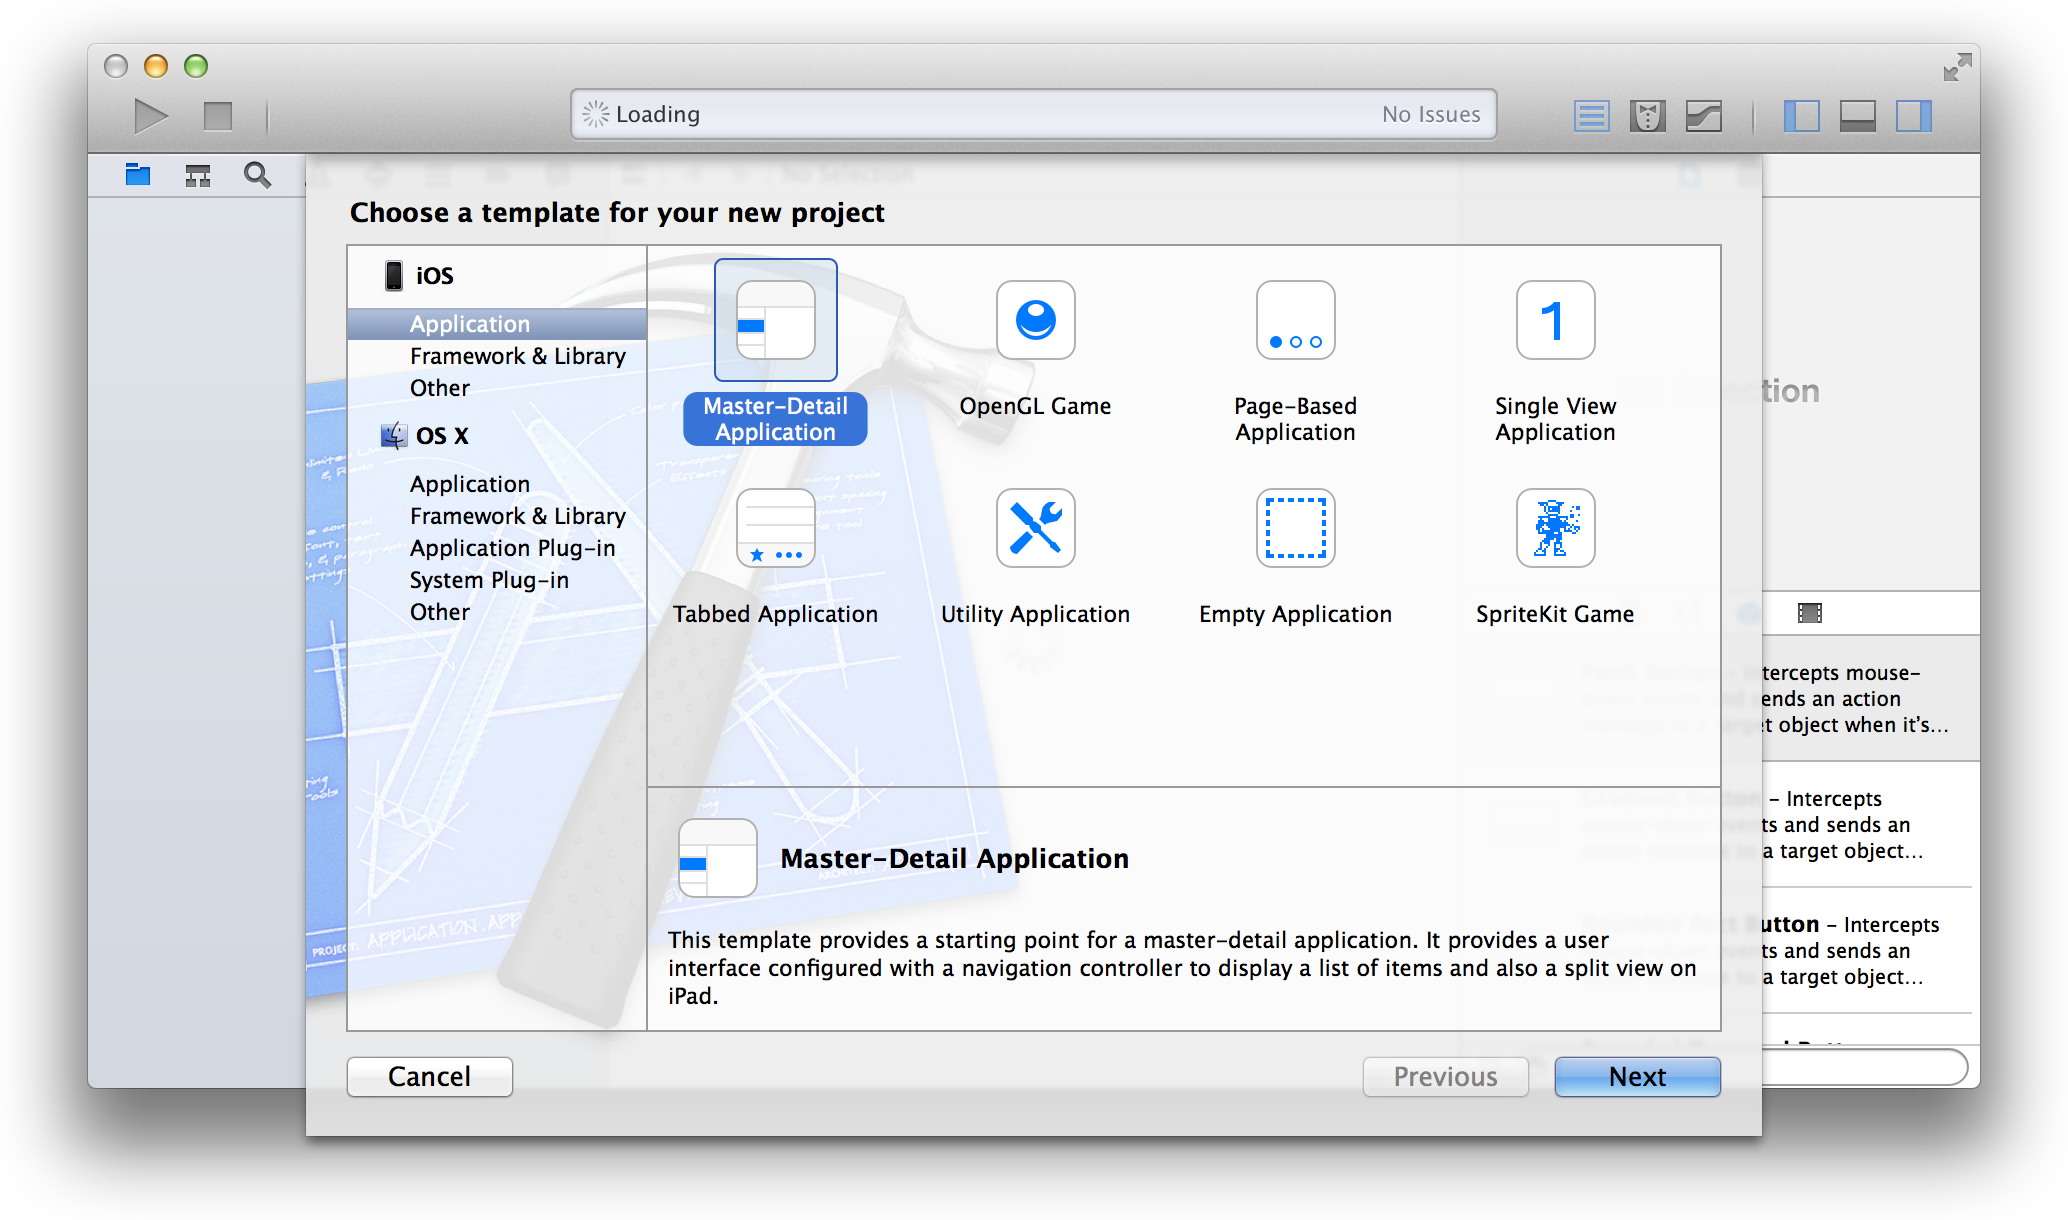 Loading
No Issues
No Selection
Choose a template for your new project
iOS
Application
Framework & Library
Other
OS X
Application
Framework & Library
Application Plug-in
System Plug-in
Other
Master-Detail
Application
OpenGL Game
Page-Based
Application
1
Single View
Application
Tabbed Application
Utility Application
Empty Application
SpriteKit Game
Master-Detail Application
This template provides a starting point for a master-detail application. It provides a user
interface configured with a navigation controller to display a list of items and also a split view on
iPad.
Cancel
Previous
Next
tion
tercepts mouse-
ends an action
t object when it's...
– Intercepts
ts and sends an
a target object...
utton – Intercepts
ts and sends an
a target object...
PROJECT: APPLICATION.APP